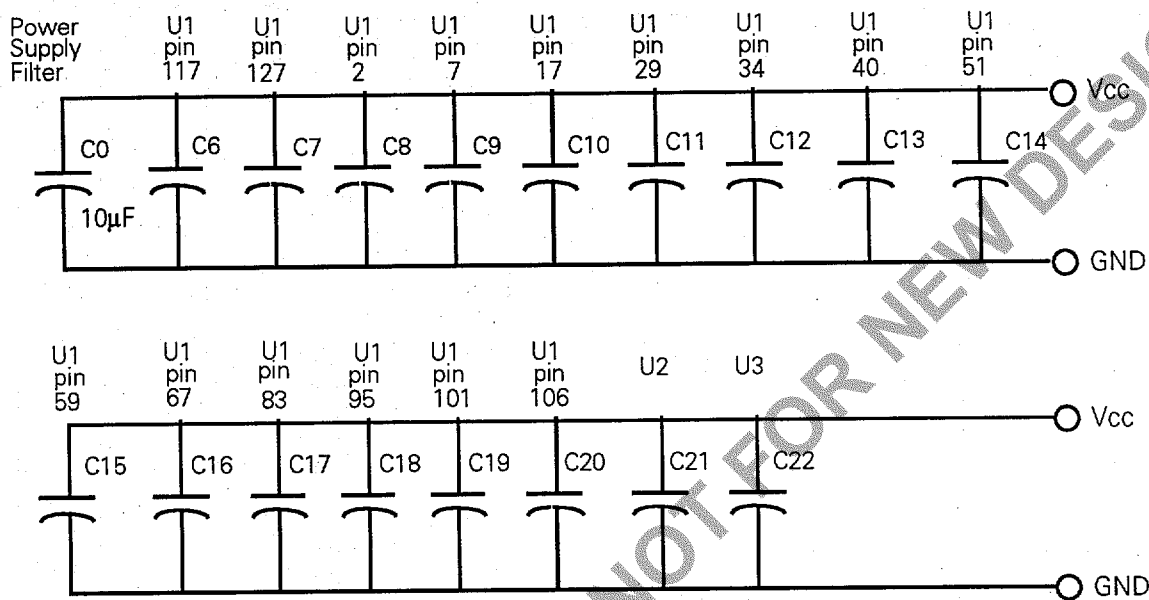 Power Supply Filter
U1 pin 117
U1 pin 127
U1 pin 2
U1 pin 7
U1 pin 17
U1 pin 29
U1 pin 34
U1 pin 40
U1 pin 51
Vcc
C0
C6
C7
C8
C9
C10
C11
C12
C13
C14
10µF
GND
U1 pin 59
U1 pin 67
U1 pin 83
U1 pin 95
U1 pin 101
U1 pin 106
U2
U3
Vcc
C15
C16
C17
C18
C19
C20
C21
C22
GND
NOT FOR NEW DESIG